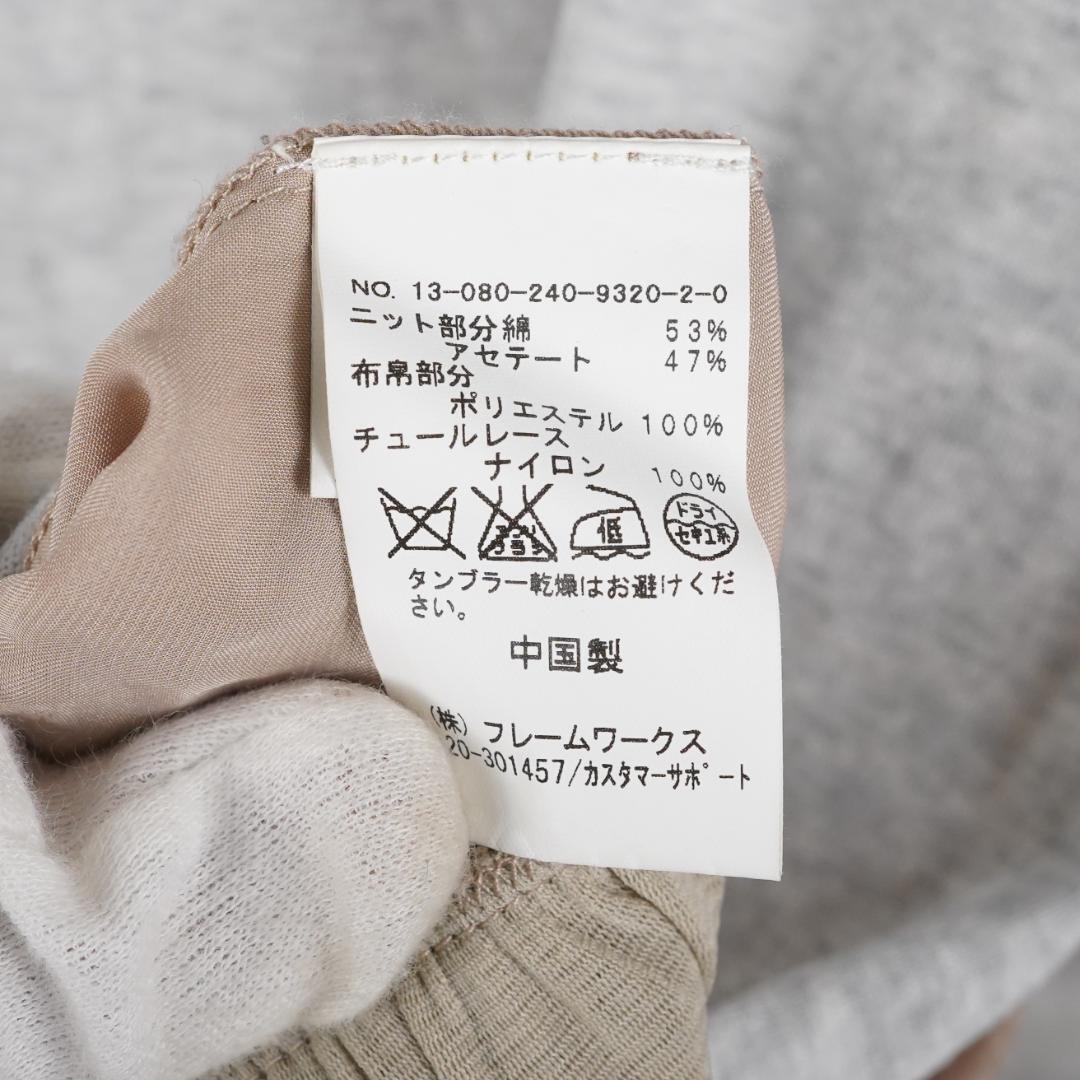 NO. 13-080-240-9320-2-0
ニット部分綿 53%
アセテート 47%
布帛部分
ポリエステル 100%
チュールレース
ナイロン 100%
低
ドライ
セキユ系
タンブラー乾燥はお避けくだ
さい。
中国製
(株) フレームワークス
20-301457/カスタマーサポート